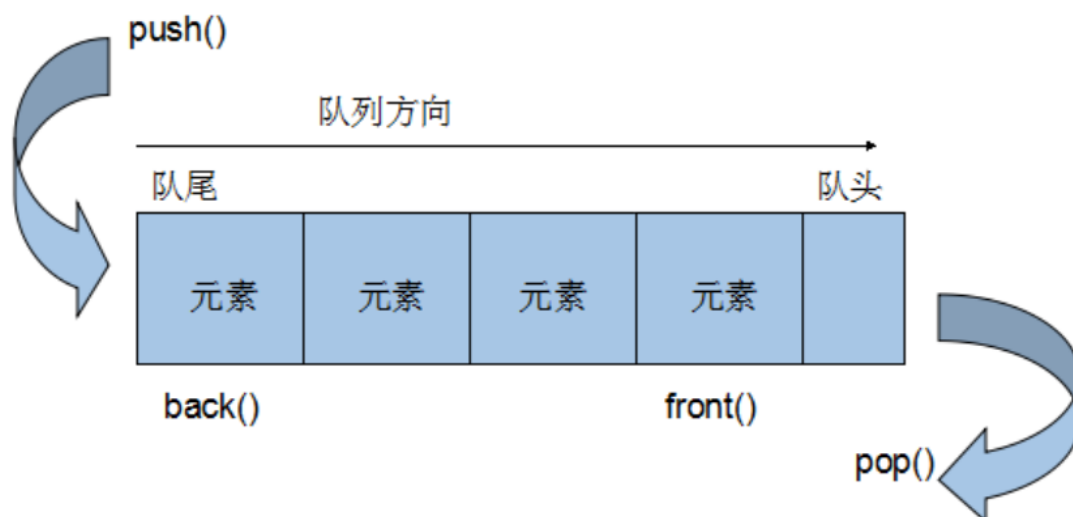 push()
队列方向
队尾 队头
元素 元素 元素 元素
back() front()
pop()